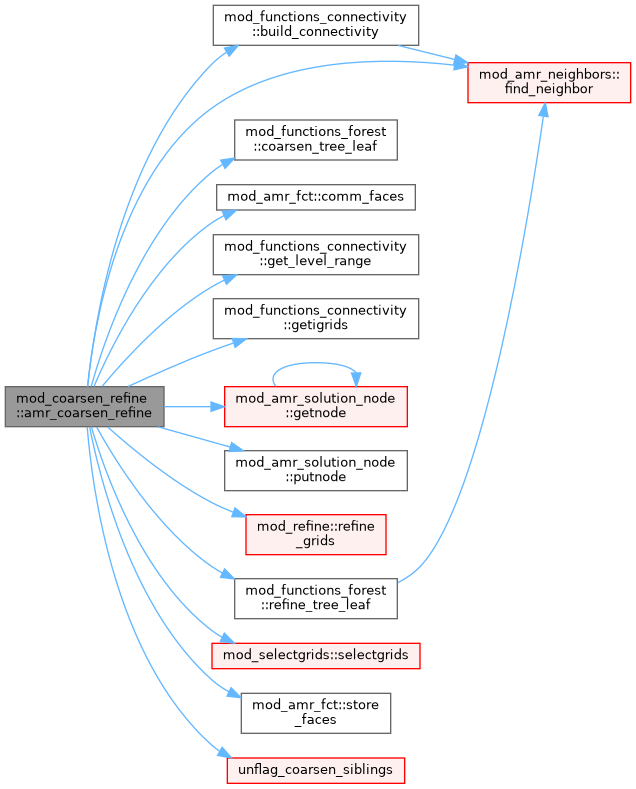 mod_functions_connectivity
::build_connectivity
mod_amr_neighbors::
find_neighbor
mod_functions_forest
::coarsen_tree_leaf
mod_amr_fct::comm_faces
mod_functions_connectivity
::get_level_range
mod_functions_connectivity
::getigrids
mod_coarsen_refine
::amr_coarsen_refine
mod_amr_solution_node
::getnode
mod_amr_solution_node
::putnode
mod_refine::refine
_grids
mod_functions_forest
::refine_tree_leaf
mod_selectgrids::selectgrids
mod_amr_fct::store
_faces
unflag_coarsen_siblings